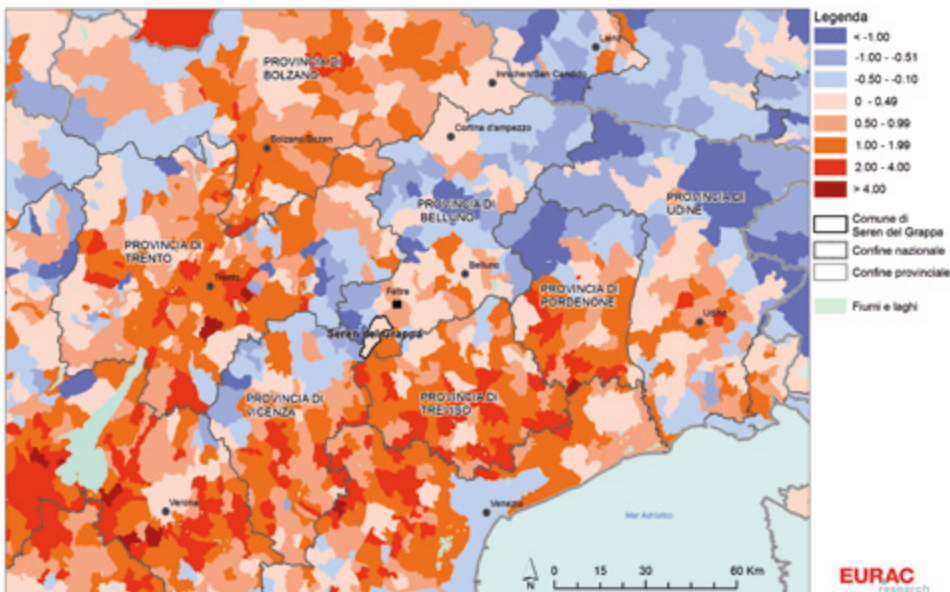 Legenda
< -1.00
-1.00 - -0.51
-0.50 - -0.10
0 - 0.49
0.50 - 0.99
1.00 - 1.99
2.00 - 4.00
> 4.00
Comune di
Seren del Grappa
Confine nazionale
Confine provinciale
Fiumi e laghi
Lienz
PROVINCIA DI
BOLZANO
Innichen/San Candido
Cortina d'ampezzo
Bolzano/Bozen
PROVINCIA DI
BELLUNO
PROVINCIA DI
UDINE
PROVINCIA DI
TRENTO
Trento
Belluno
Feltre
PROVINCIA DI
PORDENONE
Udine
Seren del Grappa
PROVINCIA DI
VICENZA
PROVINCIA DI
TREVISO
Verona
Venezia
Mar Adriatico
N
0 15 30 60 Km
EURAC
research